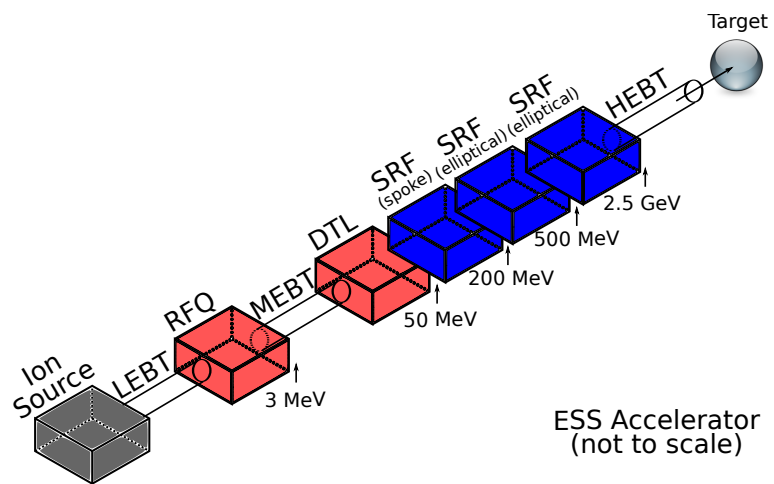 Target
HEBT
SRF
(elliptical)
SRF
(elliptical)
SRF
(spoke)
2.5 GeV
500 MeV
200 MeV
DTL
50 MeV
MEBT
RFQ
3 MeV
LEBT
Ion
Source
ESS Accelerator
(not to scale)